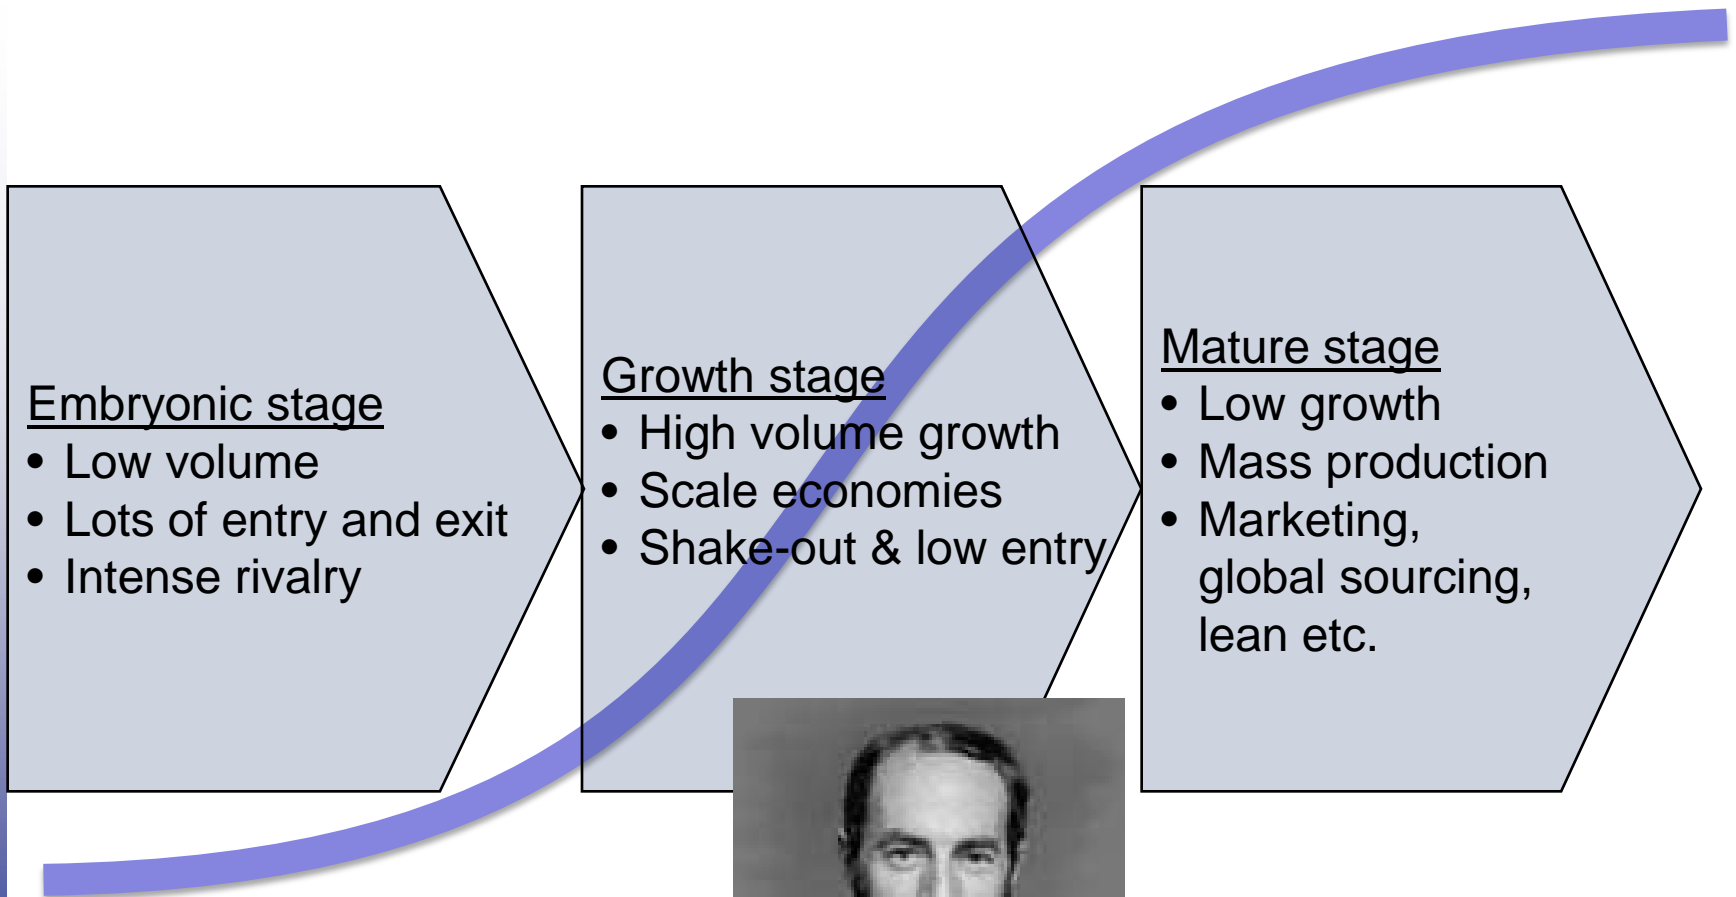 Embryonic stage
• Low volume
• Lots of entry and exit
• Intense rivalry
Growth stage
• High volume growth
• Scale economies
• Shake-out & low entry
Mature stage
• Low growth
• Mass production
• Marketing,
global sourcing,
lean etc.